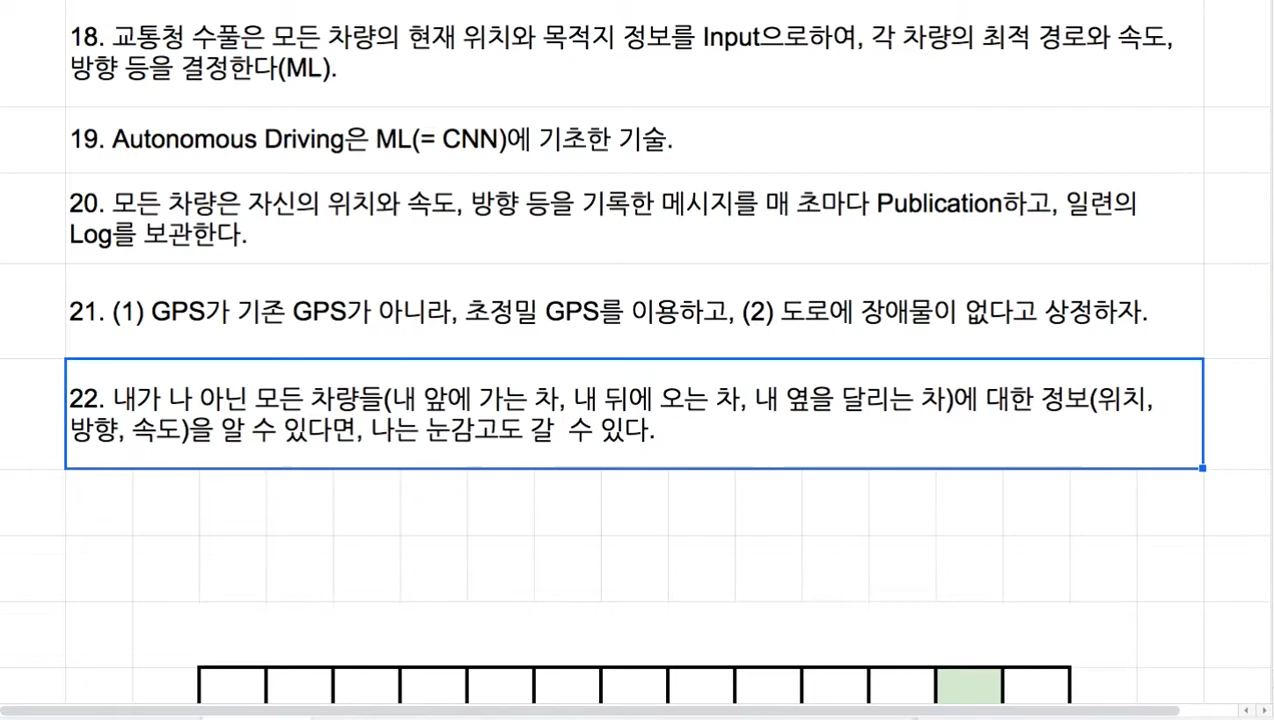 18. 교통청 수풀은 모든 차량의 현재 위치와 목적지 정보를 Input으로하여, 각 차량의 최적 경로와 속도,
방향 등을 결정한다(ML).
19. Autonomous Driving은 ML(= CNN)에 기초한 기술.
20. 모든 차량은 자신의 위치와 속도, 방향 등을 기록한 메시지를 매 초마다 Publication하고, 일련의
Log를 보관한다.
21. (1) GPS가 기존 GPS가 아니라, 초정밀 GPS를 이용하고, (2) 도로에 장애물이 없다고 상정하자.
22. 내가 나 아닌 모든 차량들(내 앞에 가는 차, 내 뒤에 오는 차, 내 옆을 달리는 차)에 대한 정보(위치,
방향, 속도)을 알 수 있다면, 나는 눈감고도 갈  수 있다.